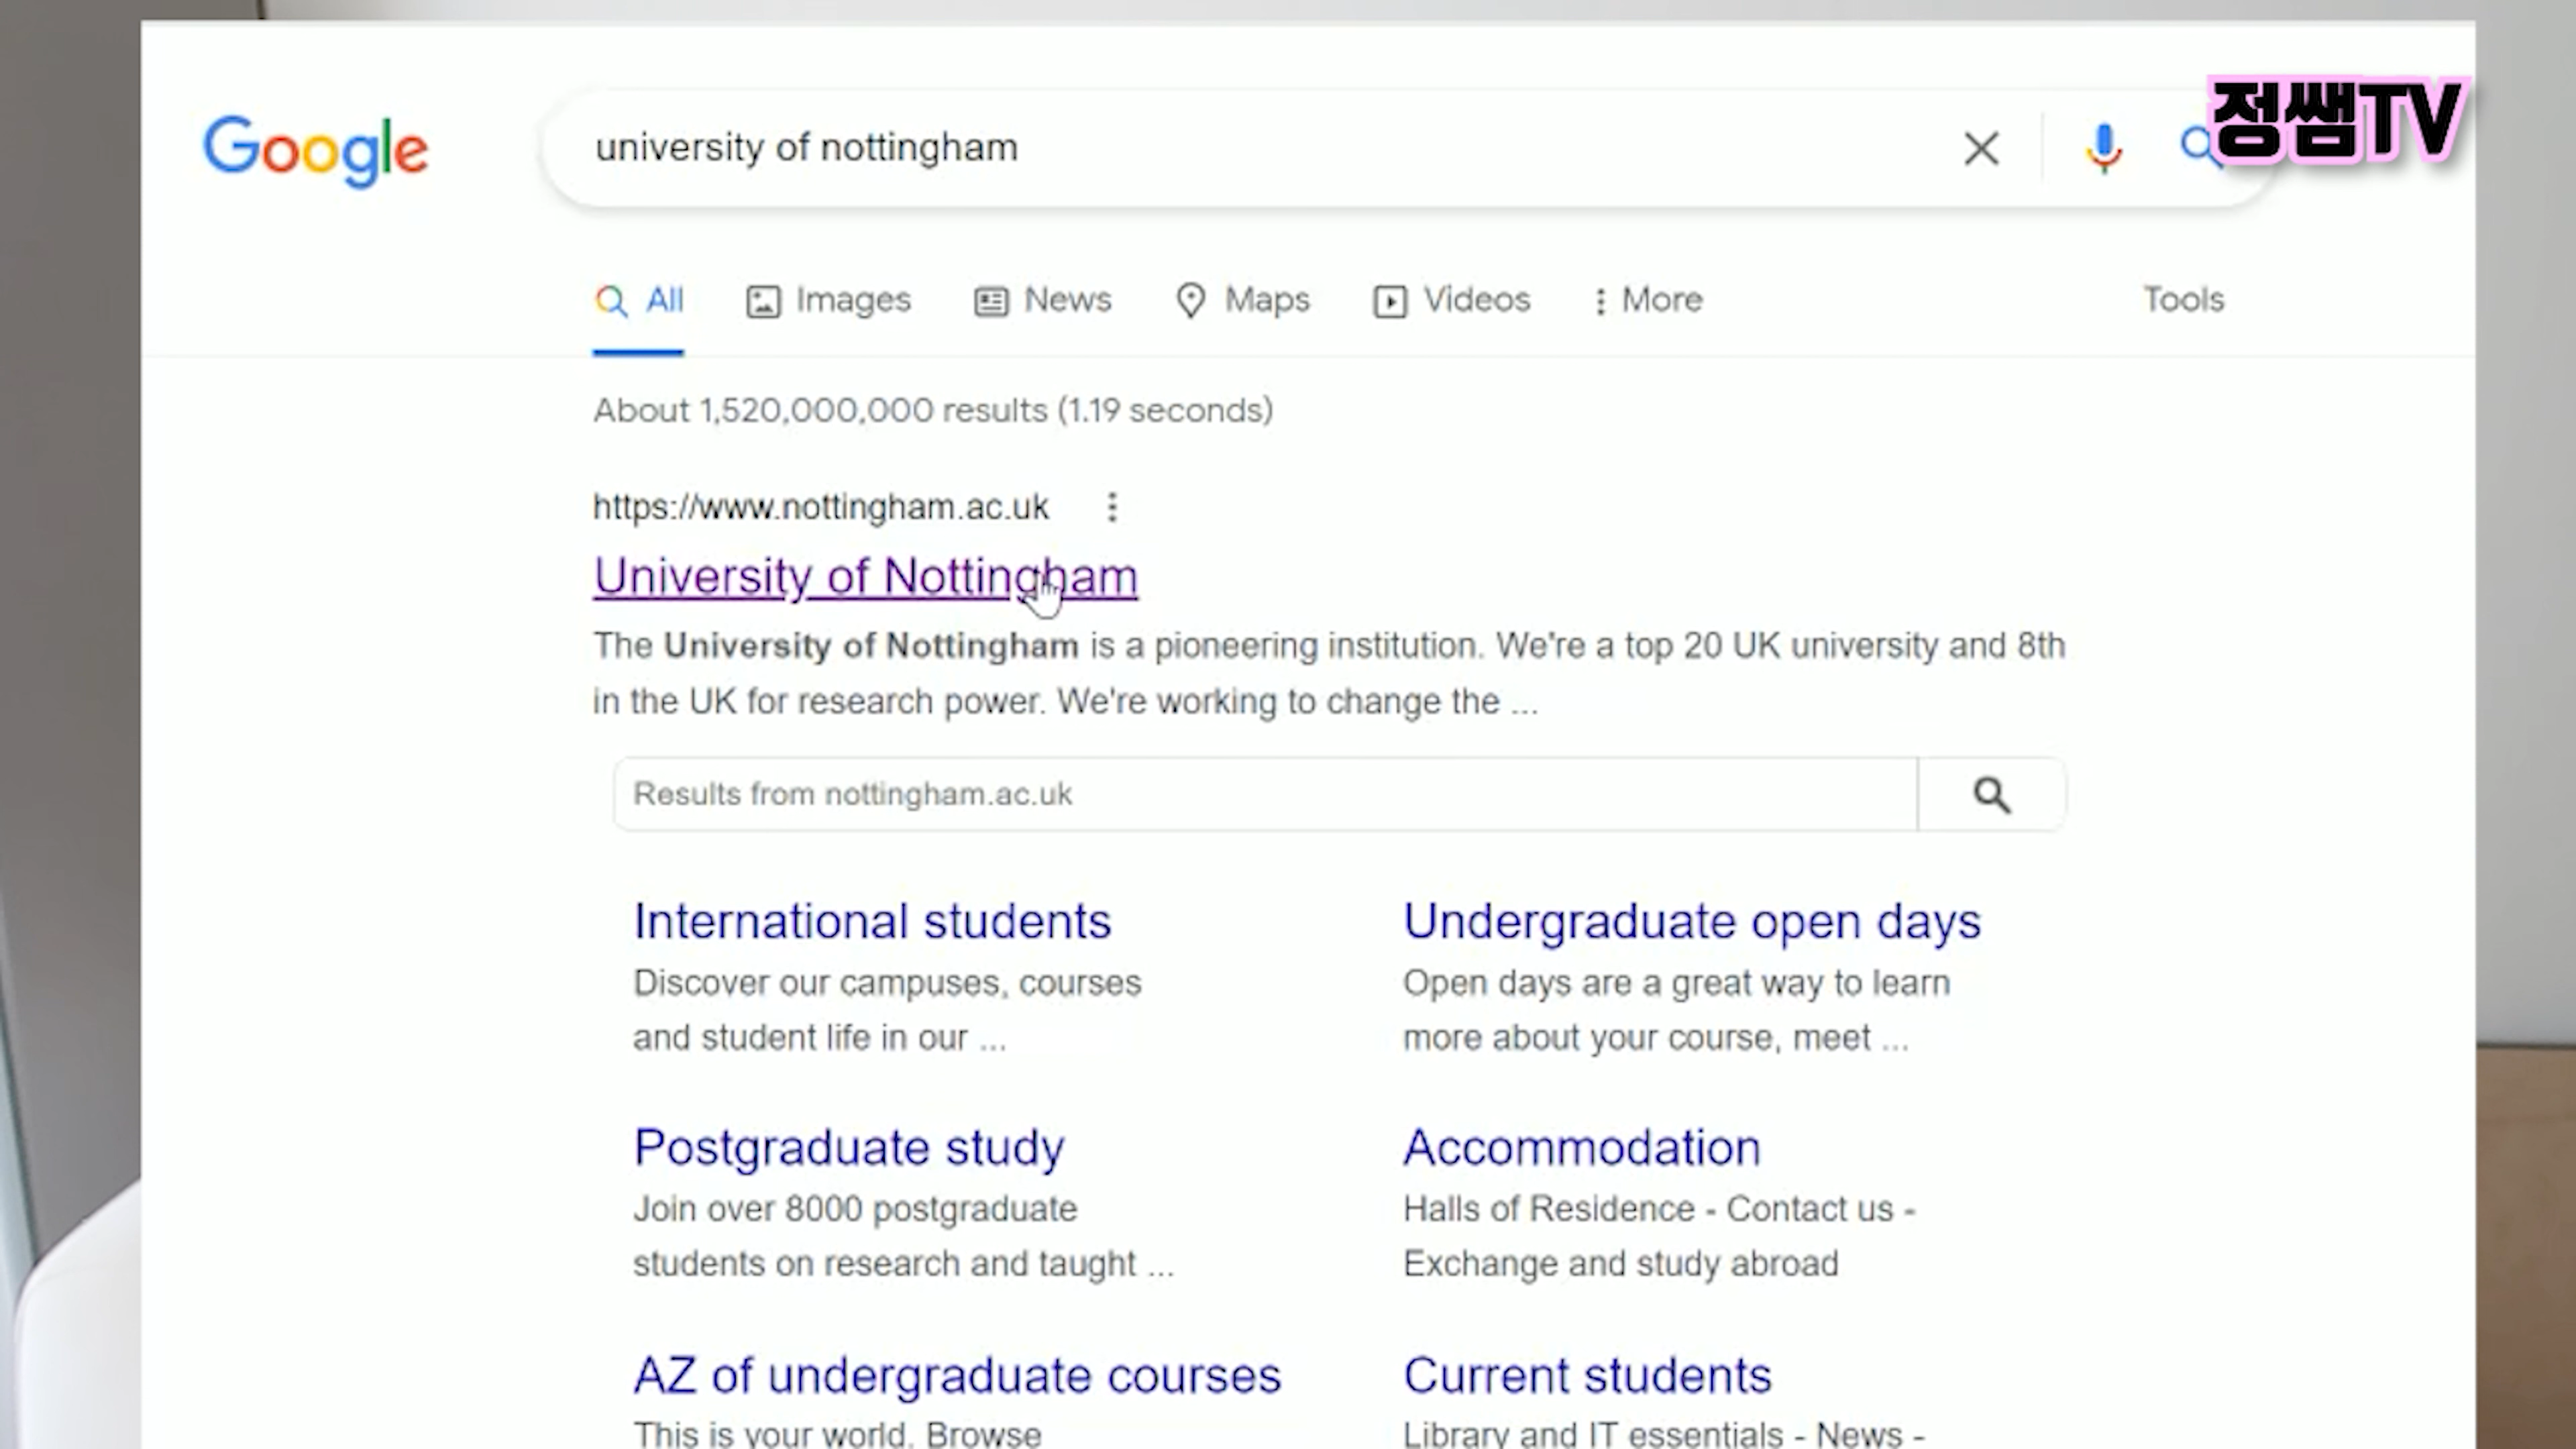 정쌤TV
Google
university of nottingham
All Images News Maps Videos More Tools
About 1,520,000,000 results (1.19 seconds)
https://www.nottingham.ac.uk
University of Nottingham
The University of Nottingham is a pioneering institution. We're a top 20 UK university and 8th
in the UK for research power. We're working to change the ...
Results from nottingham.ac.uk
International students
Discover our campuses, courses
and student life in our ...
Undergraduate open days
Open days are a great way to learn
more about your course, meet ...
Postgraduate study
Join over 8000 postgraduate
students on research and taught ...
Accommodation
Halls of Residence - Contact us -
Exchange and study abroad
AZ of undergraduate courses
This is your world. Browse
Current students
Library and IT essentials - News -